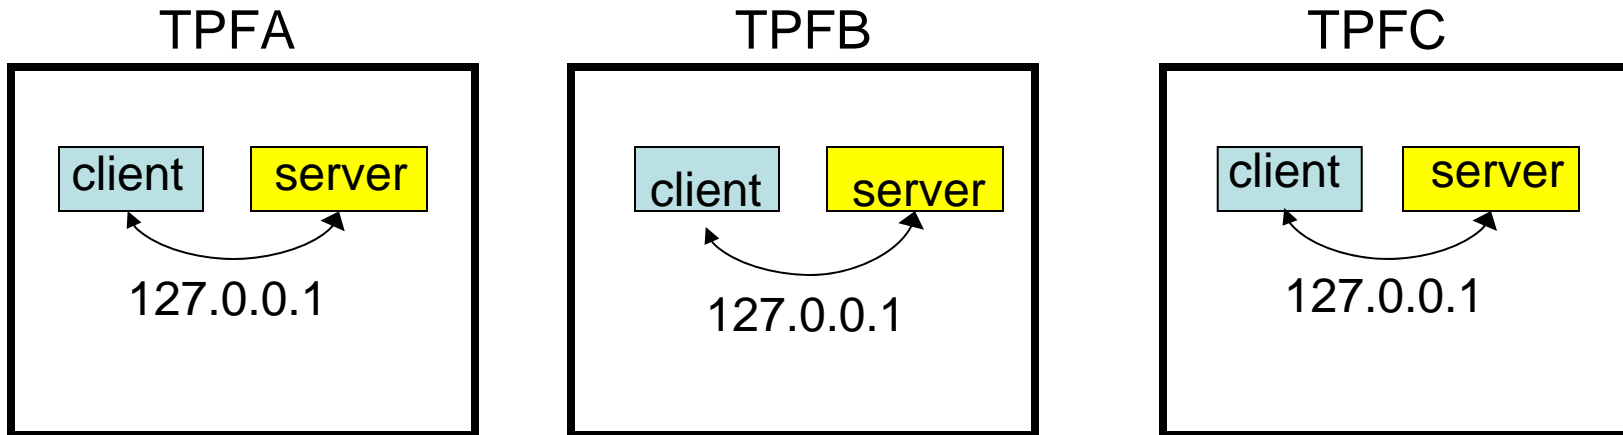 TPFA
TPFB
TPFC
client
server
127.0.0.1
client
server
127.0.0.1
client
server
127.0.0.1